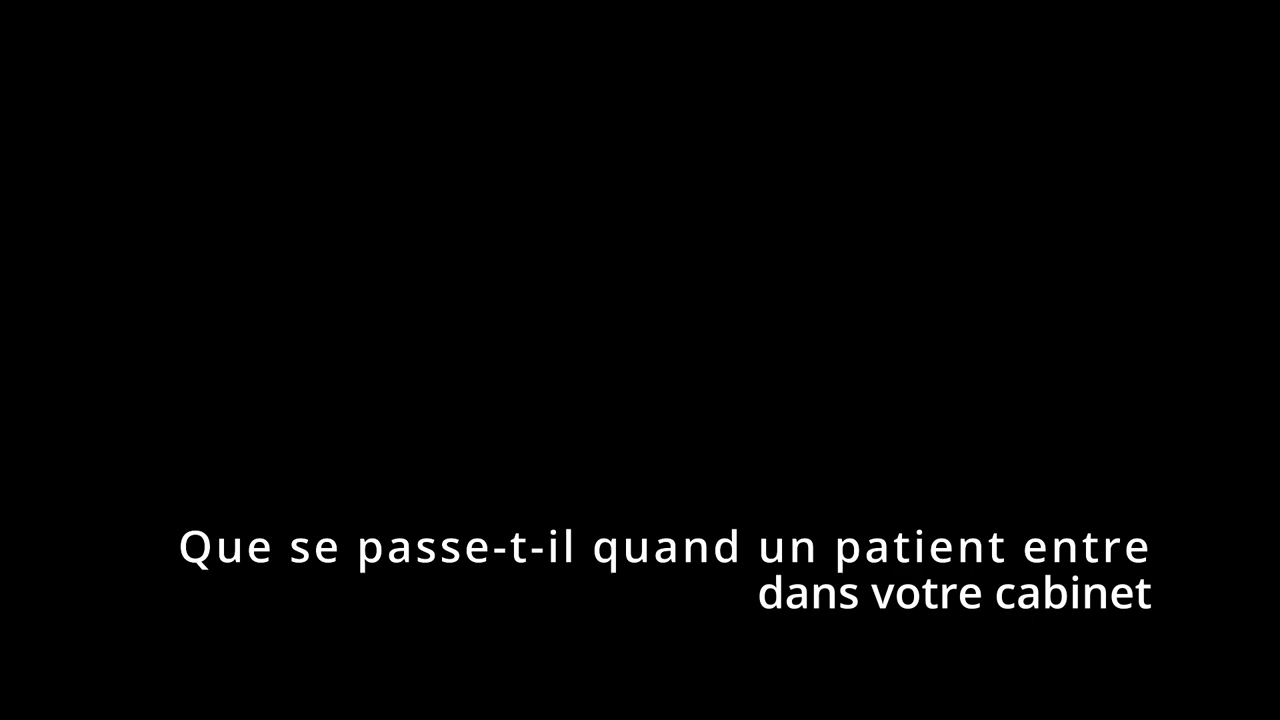 Que se passe-t-il quand un patient entre
dans votre cabinet